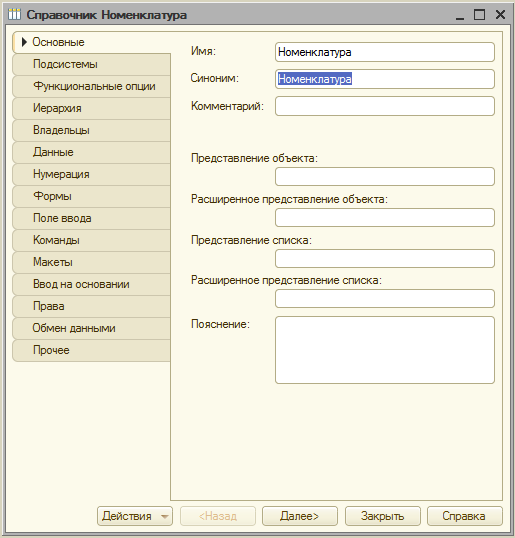 Справочник Номенклатура
Основные
Подсистемы
Функциональные опции
Иерархия
Владельцы
Данные
Нумерация
Формы
Поле ввода
Команды
Макеты
Ввод на основании
Права
Обмен данными
Прочее
Имя: Номенклатура
Синоним: Номенклатура
Комментарий:
Представление объекта:
Расширенное представление объекта:
Представление списка:
Расширенное представление списка:
Пояснение:
Действия <Назад Далее> Закрыть Справка